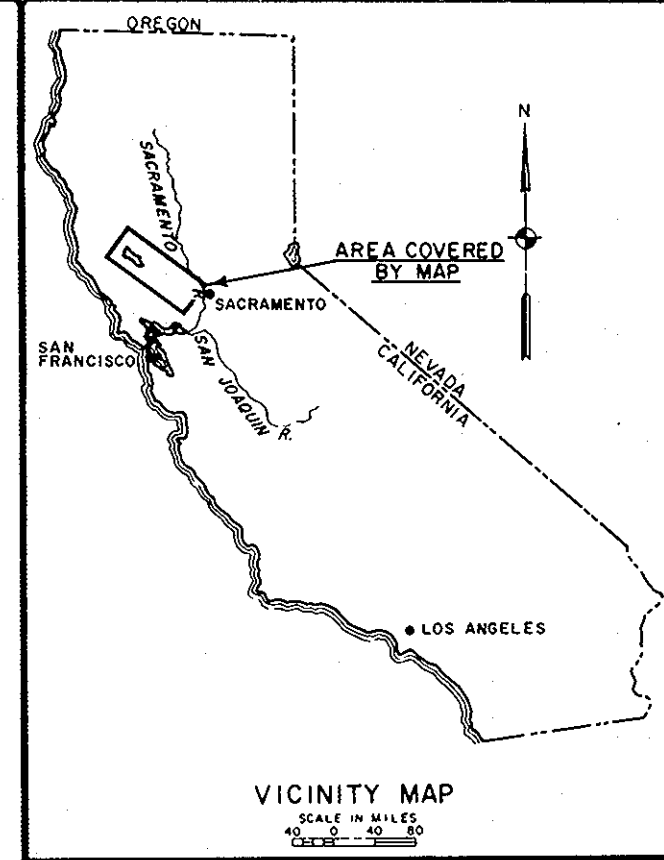 OREGON
N
SACRAMENTO
R.
AREA COVERED
BY MAP
SACRAMENTO
SAN
FRANCISCO
SAN JOAQUIN
R.
NEVADA
CALIFORNIA
LOS ANGELES
VICINITY MAP
SCALE IN MILES
40 0 40 80